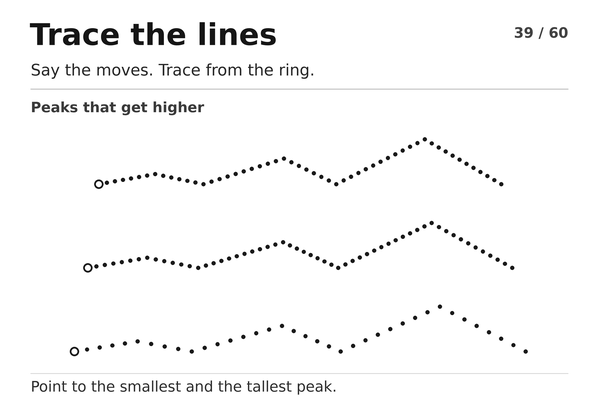 Trace the lines
39 / 60
Say the moves. Trace from the ring.
Peaks that get higher
Point to the smallest and the tallest peak.